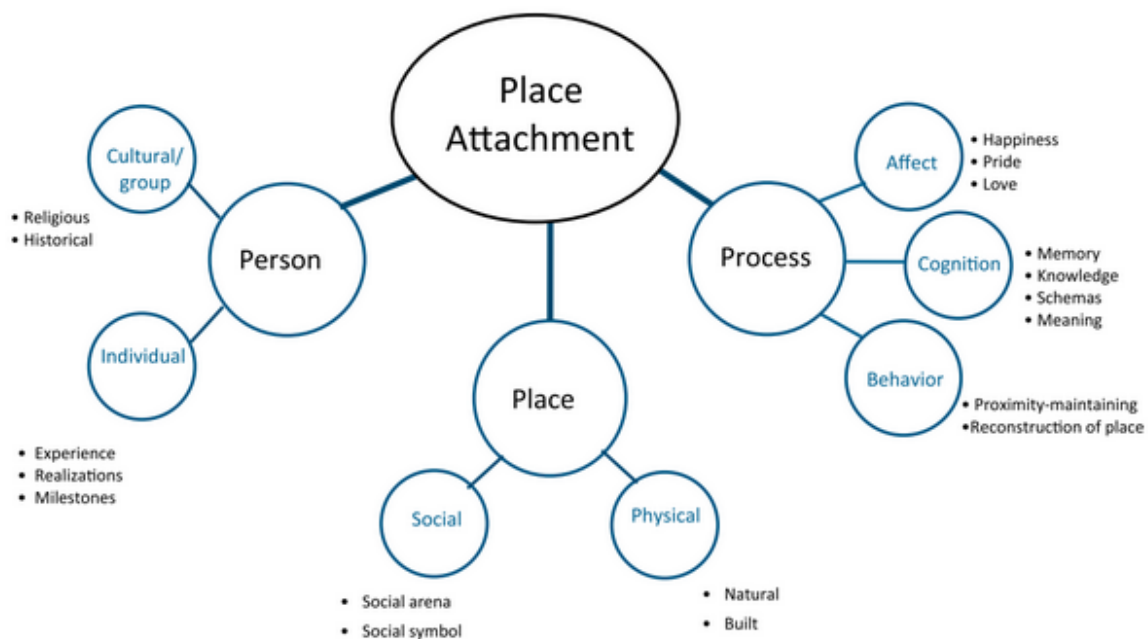 Place
Attachment
Cultural/
group
• Religious
• Historical
Person
Individual
• Experience
• Realizations
• Milestones
Place
Social
• Social arena
• Social symbol
Physical
• Natural
• Built
Process
Affect
• Happiness
• Pride
• Love
Cognition
• Memory
• Knowledge
• Schemas
• Meaning
Behavior
• Proximity-maintaining
•Reconstruction of place